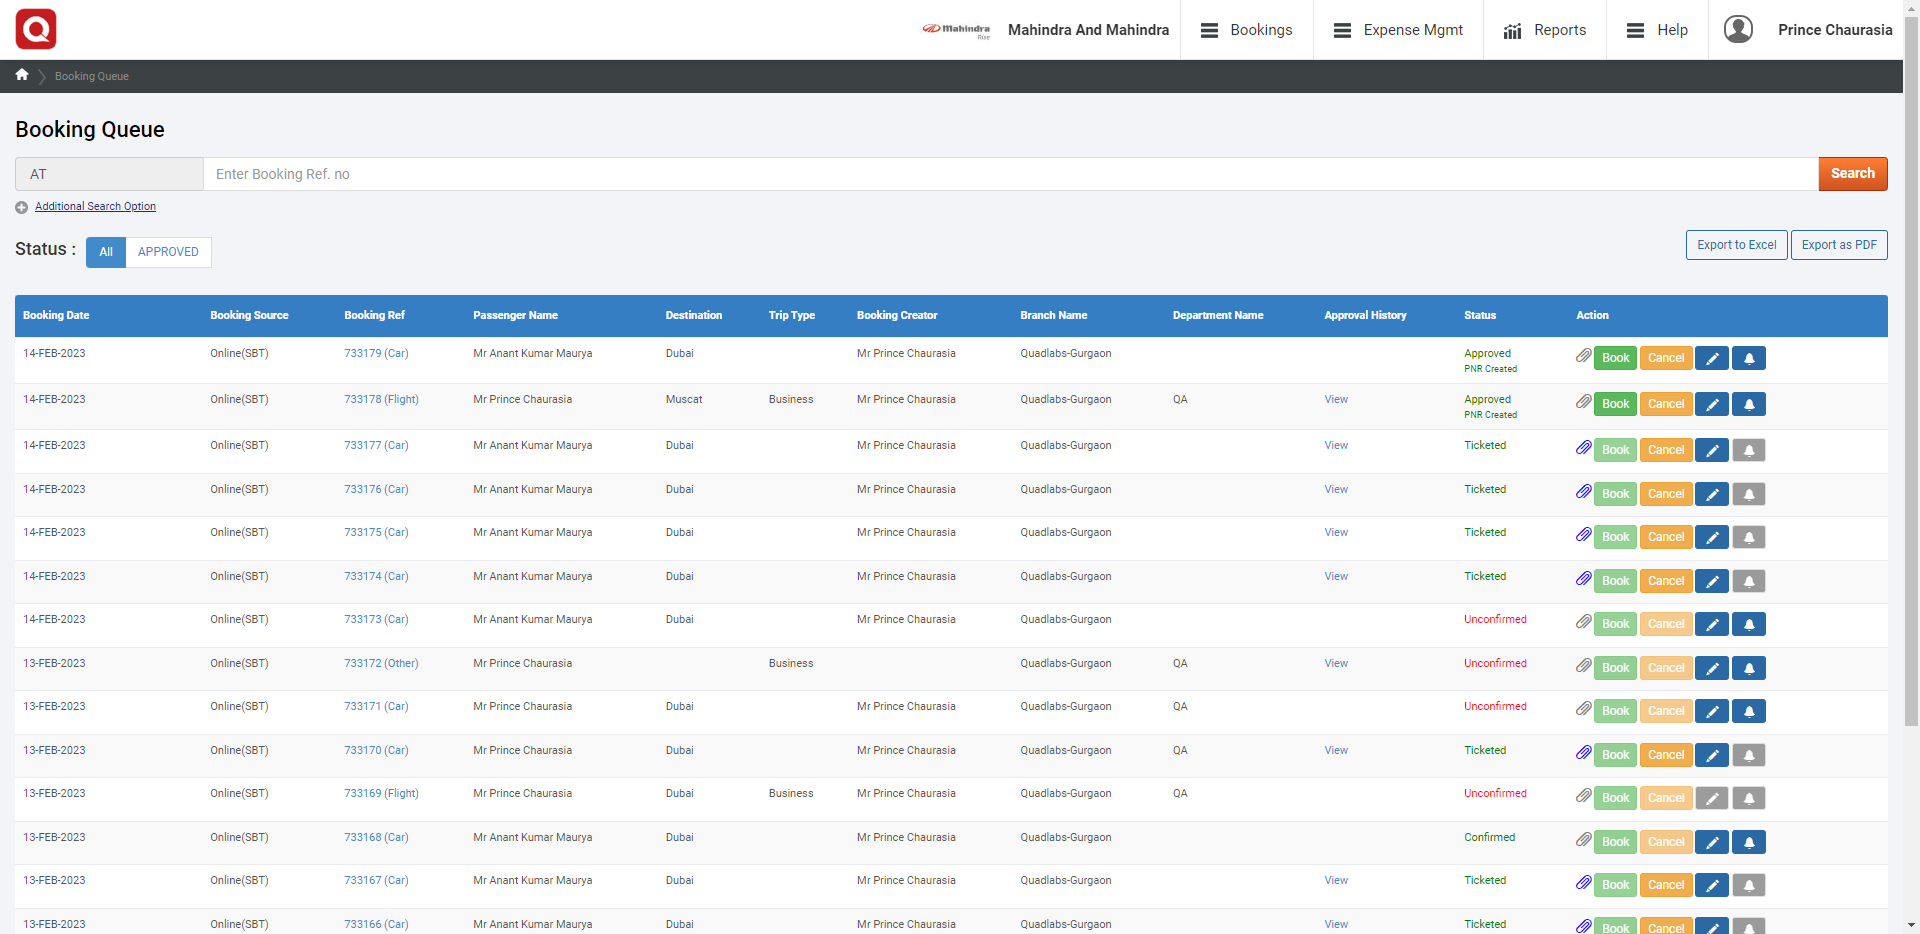 Mahindra Rise Mahindra And Mahindra Bookings Expense Mgmt Reports Help Prince Chaurasia
Booking Queue
Booking Queue
AT Enter Booking Ref. no Search
Additional Search Option
Status : All APPROVED Export to Excel Export as PDF
Booking Date Booking Source Booking Ref Passenger Name Destination Trip Type Booking Creator Branch Name Department Name Approval History Status Action
14-FEB-2023 Online(SBT) 733179 (Car) Mr Anant Kumar Maurya Dubai Mr Prince Chaurasia Quadlabs-Gurgaon Approved Book Cancel
PNR Created
14-FEB-2023 Online(SBT) 733178 (Flight) Mr Prince Chaurasia Muscat Business Mr Prince Chaurasia Quadlabs-Gurgaon QA View Approved Book Cancel
PNR Created
14-FEB-2023 Online(SBT) 733177 (Car) Mr Anant Kumar Maurya Dubai Mr Prince Chaurasia Quadlabs-Gurgaon View Ticketed Book Cancel
14-FEB-2023 Online(SBT) 733176 (Car) Mr Anant Kumar Maurya Dubai Mr Prince Chaurasia Quadlabs-Gurgaon View Ticketed Book Cancel
14-FEB-2023 Online(SBT) 733175 (Car) Mr Anant Kumar Maurya Dubai Mr Prince Chaurasia Quadlabs-Gurgaon View Ticketed Book Cancel
14-FEB-2023 Online(SBT) 733174 (Car) Mr Anant Kumar Maurya Dubai Mr Prince Chaurasia Quadlabs-Gurgaon View Ticketed Book Cancel
14-FEB-2023 Online(SBT) 733173 (Car) Mr Anant Kumar Maurya Dubai Mr Prince Chaurasia Quadlabs-Gurgaon Unconfirmed Book Cancel
13-FEB-2023 Online(SBT) 733172 (Other) Mr Prince Chaurasia Business Quadlabs-Gurgaon QA View Unconfirmed Book Cancel
13-FEB-2023 Online(SBT) 733171 (Car) Mr Prince Chaurasia Dubai Mr Prince Chaurasia Quadlabs-Gurgaon QA Unconfirmed Book Cancel
13-FEB-2023 Online(SBT) 733170 (Car) Mr Prince Chaurasia Dubai Mr Prince Chaurasia Quadlabs-Gurgaon QA View Ticketed Book Cancel
13-FEB-2023 Online(SBT) 733169 (Flight) Mr Prince Chaurasia Dubai Business Mr Prince Chaurasia Quadlabs-Gurgaon QA Unconfirmed Book Cancel
13-FEB-2023 Online(SBT) 733168 (Car) Mr Anant Kumar Maurya Dubai Mr Prince Chaurasia Quadlabs-Gurgaon Confirmed Book Cancel
13-FEB-2023 Online(SBT) 733167 (Car) Mr Anant Kumar Maurya Dubai Mr Prince Chaurasia Quadlabs-Gurgaon View Ticketed Book Cancel
13-FEB-2023 Online(SBT) 733166 (Car) Mr Anant Kumar Maurya Dubai Mr Prince Chaurasia Quadlabs-Gurgaon View Ticketed Book Cancel